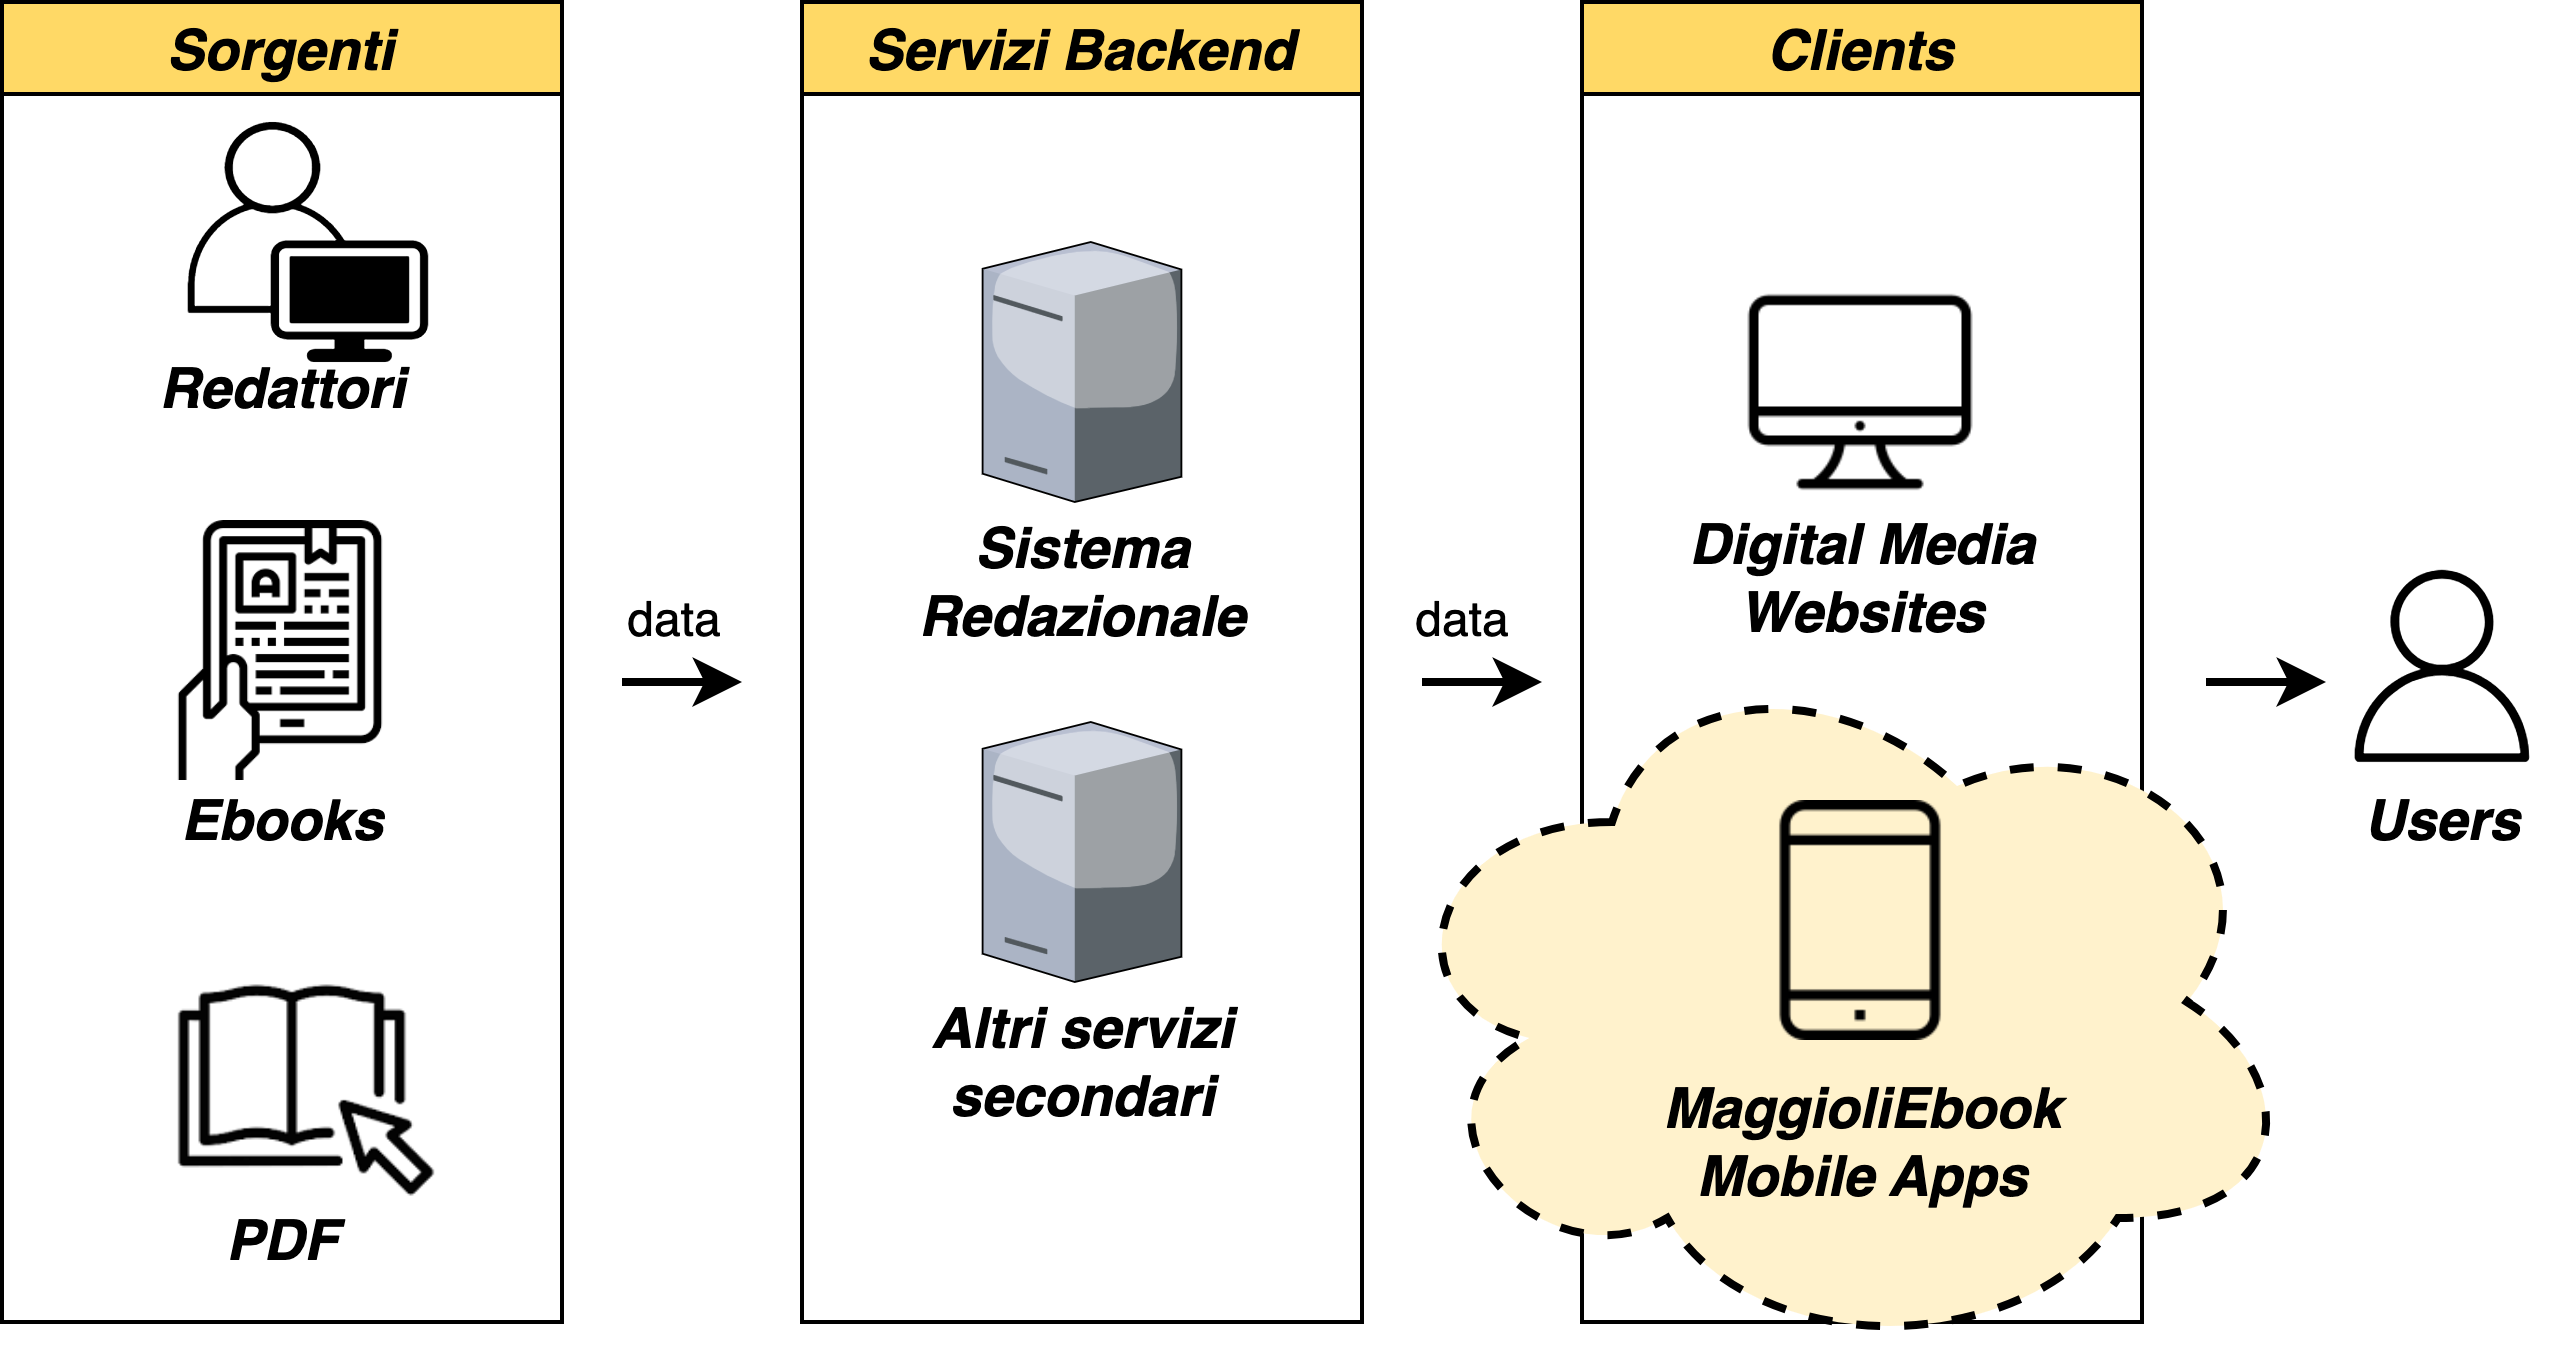 Sorgenti
Redattori
Ebooks
PDF
data
Servizi Backend
Sistema
Redazionale
Altri servizi
secondari
data
Clients
Digital Media
Websites
MaggioliEbook
Mobile Apps
Users